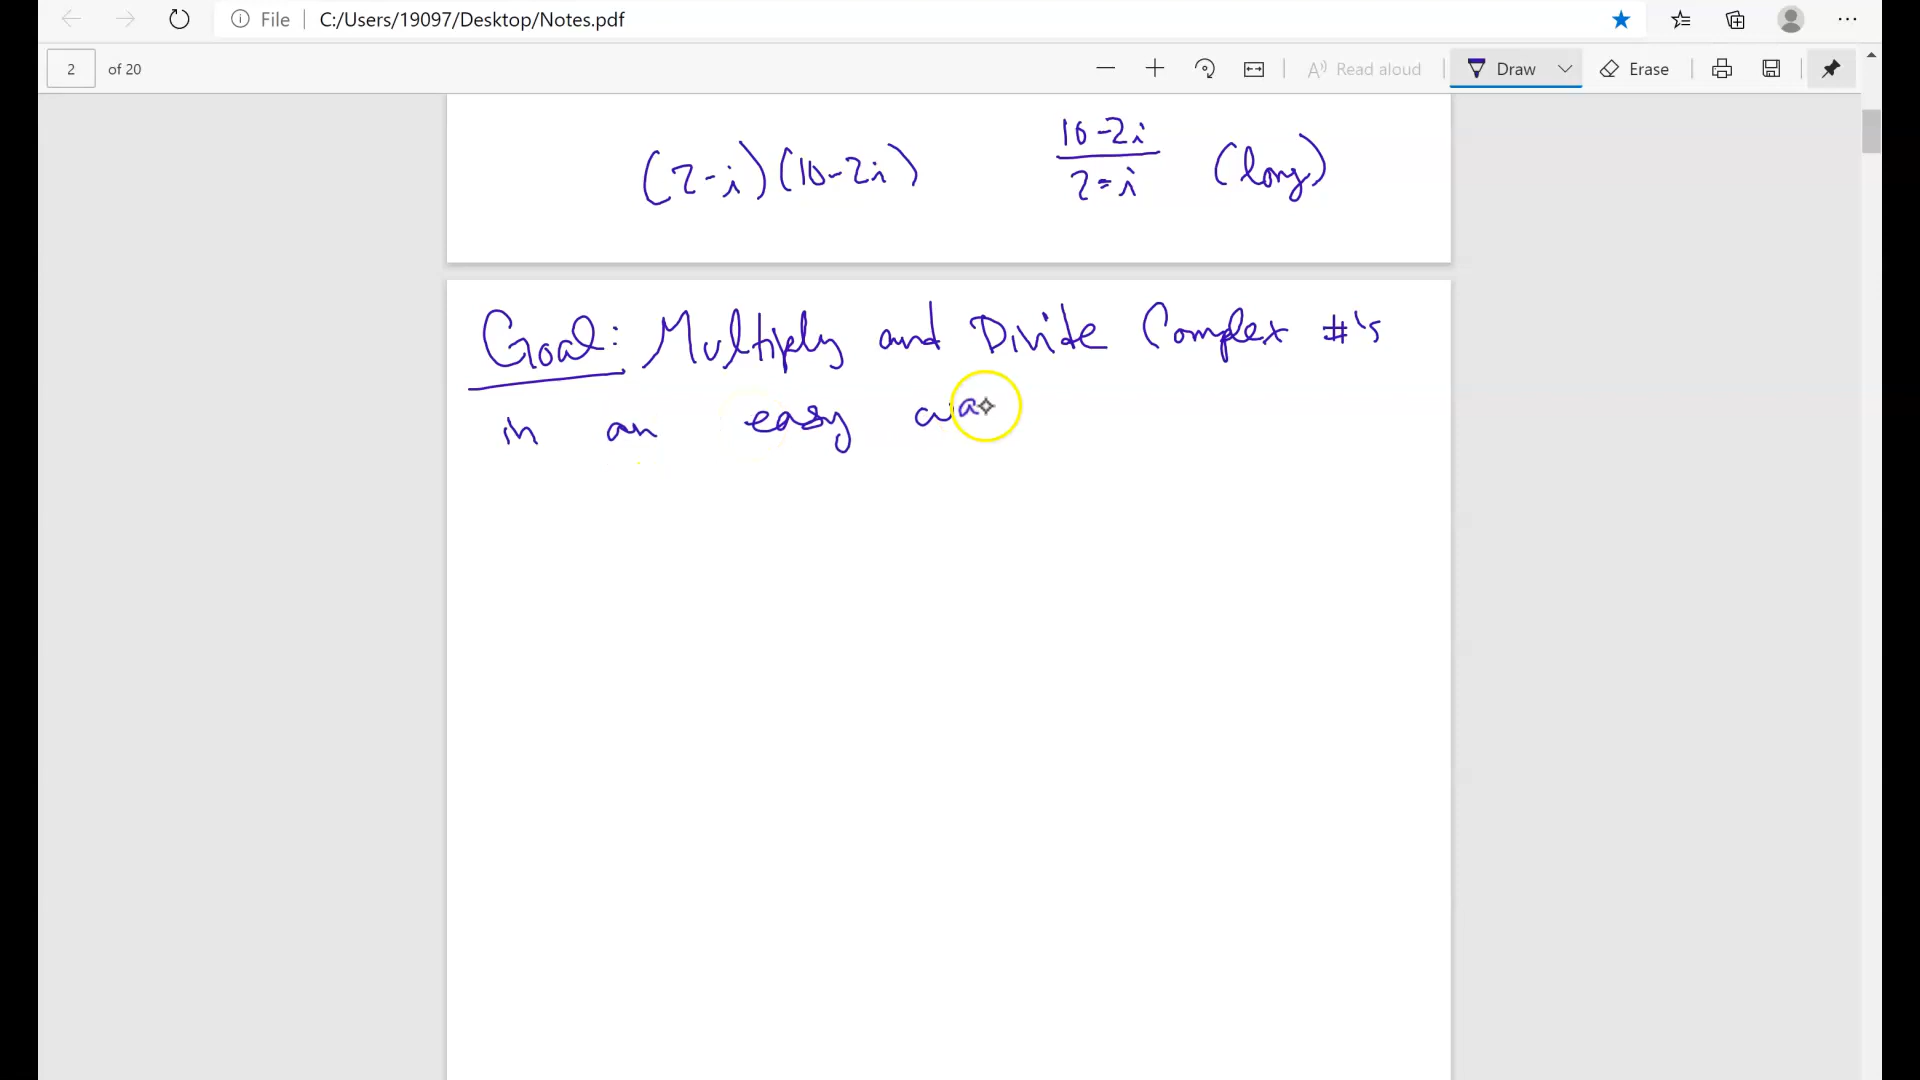 File C:/Users/19097/Desktop/Notes.pdf
2 of 20 Read aloud Draw Erase
(2-i)(10-2i) 10-2i / 2-i (long)
Goal: Multiply and Divide Complex #'s
in an easy wa